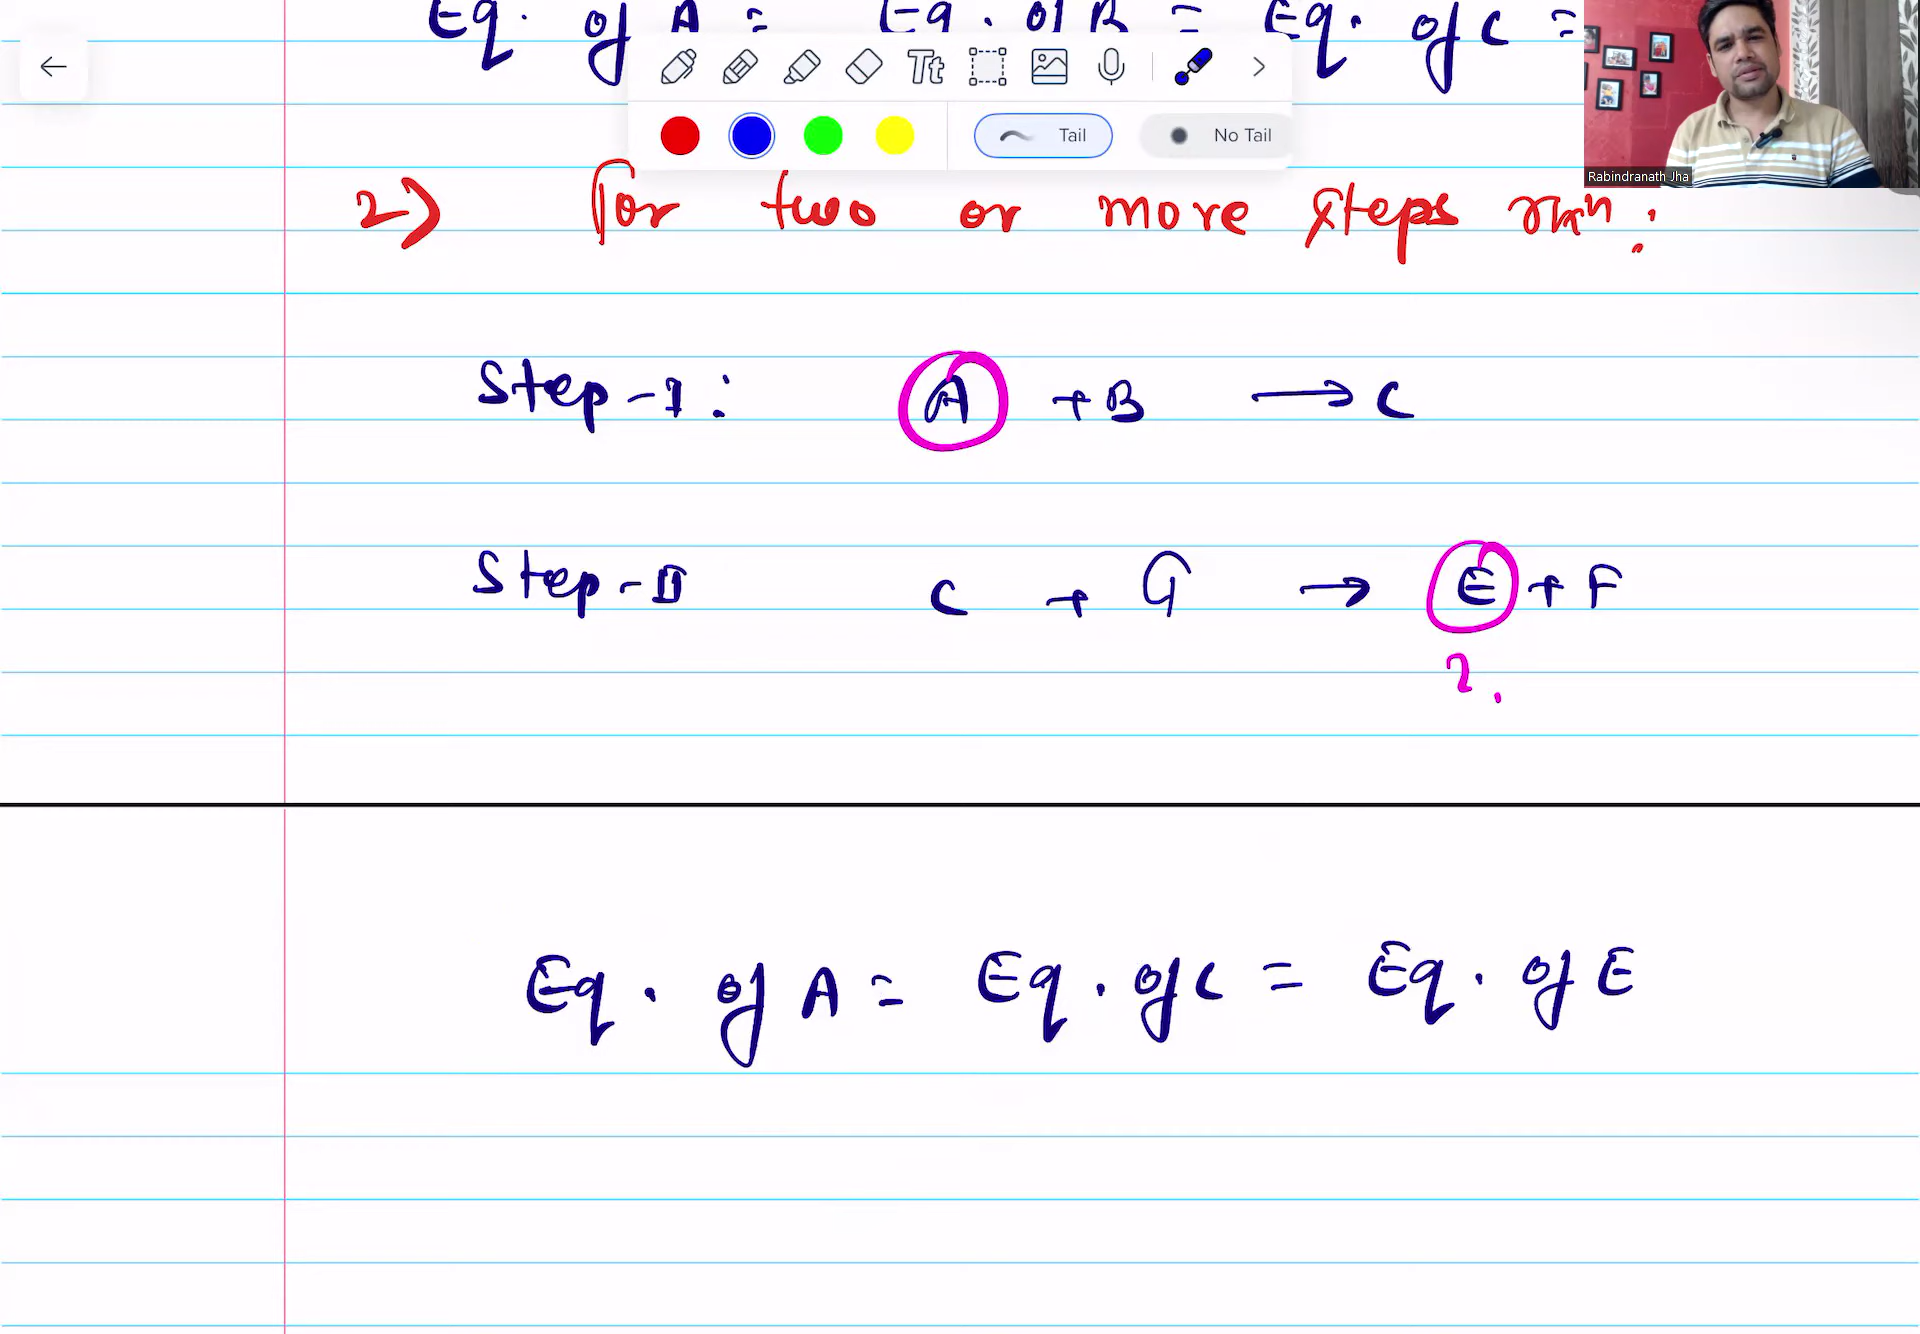 Eq. of A = Eq. of B = Eq. of C =
Tt
Tail
No Tail
Rabindranath Jha
2) For two or more steps rxn :
Step-I : A + B → C
Step-II C + G → E + F
?.
Eq. of A = Eq. of C = Eq. of E